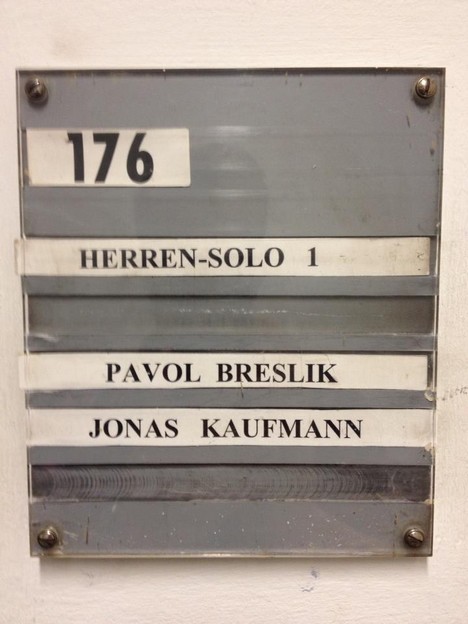 176
HERREN-SOLO 1
PAVOL BRESLIK
JONAS KAUFMANN